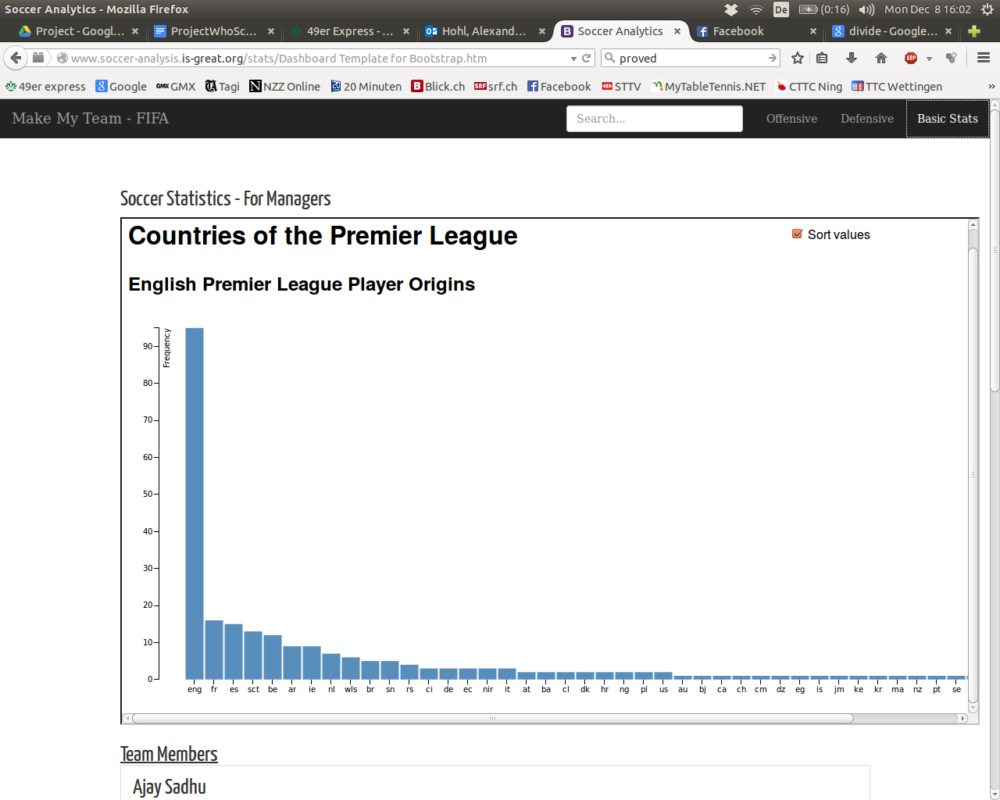 Soccer Analytics - Mozilla Firefox
De
(0:16)
Mon Dec 8 16:02
Project - Googl...
ProjectWhoSc...
49er Express - ...
Hohl, Alexand...
Soccer Analytics
Facebook
divide - Google...
www.soccer-analysis.is-great.org/stats/Dashboard Template for Bootstrap.htm
proved
ABP
49er express
Google
GMX GMX
Tagi
NZZ Online
20 Minuten
Blick.ch
SRF srf.ch
Facebook
STTV
MyTableTennis.NET
CTTC Ning
TTC Wettingen
»
Make My Team - FIFA
Search...
Offensive
Defensive
Basic Stats
Soccer Statistics - For Managers
Countries of the Premier League
Sort values
English Premier League Player Origins
Frequency
90
80
70
60
50
40
30
20
10
0
eng fr es sct be ar ie nl wls br sn rs ci de ec nir it at ba cl dk hr ng pl us au bj ca ch cm dz eg is jm ke kr ma nz pt se
Team Members
Ajay Sadhu